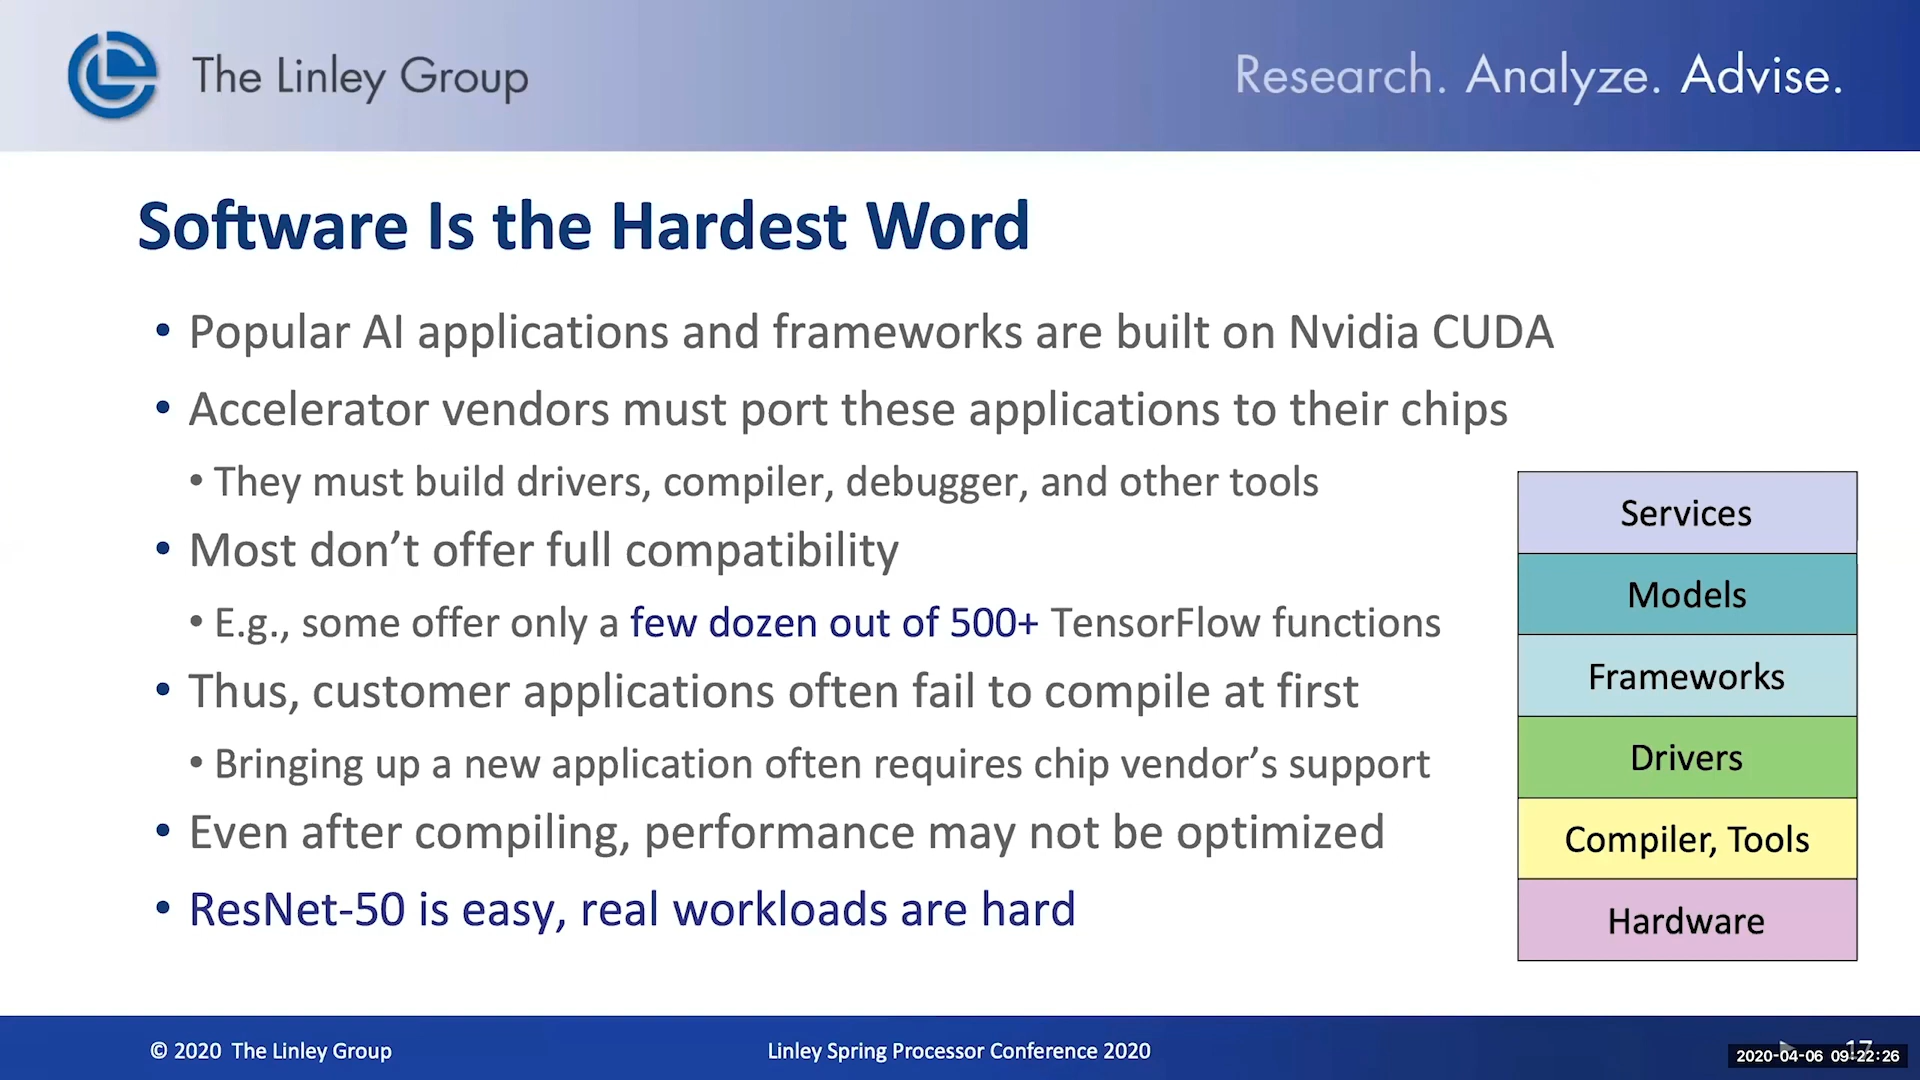 The Linley Group
Research. Analyze. Advise.
Software Is the Hardest Word
• Popular AI applications and frameworks are built on Nvidia CUDA
• Accelerator vendors must port these applications to their chips
• They must build drivers, compiler, debugger, and other tools
• Most don’t offer full compatibility
• E.g., some offer only a few dozen out of 500+ TensorFlow functions
• Thus, customer applications often fail to compile at first
• Bringing up a new application often requires chip vendor’s support
• Even after compiling, performance may not be optimized
• ResNet-50 is easy, real workloads are hard
Services
Models
Frameworks
Drivers
Compiler, Tools
Hardware
© 2020 The Linley Group
Linley Spring Processor Conference 2020
17
2020-04-06 09:22:26